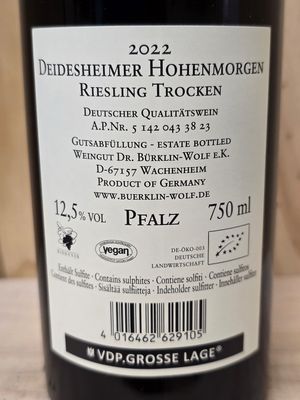 2022
DEIDESHEIMER HOHENMORGEN
RIESLING TROCKEN
DEUTSCHER QUALITÄTSWEIN
A.P.NR. 5 142 043 38 23
GUTSABFÜLLUNG - ESTATE BOTTLED
WEINGUT DR. BÜRKLIN-WOLF E.K.
D-67157 WACHENHEIM
PRODUCT OF GERMANY
WWW.BUERKLIN-WOLF.DE
12,5% VOL PFALZ 750 ml
vegan
DE-ÖKO-003
DEUTSCHE
LANDWIRTSCHAFT
Enthält Sulfite - Contains sulphites - Contiene solfiti - Contiene sulfitos
Contient des sulfites - Sisältää sulfiitteja - Indeholder sulfitter - Innehåller sulfiter
4 016462 629105
VDP.GROSSE LAGE®